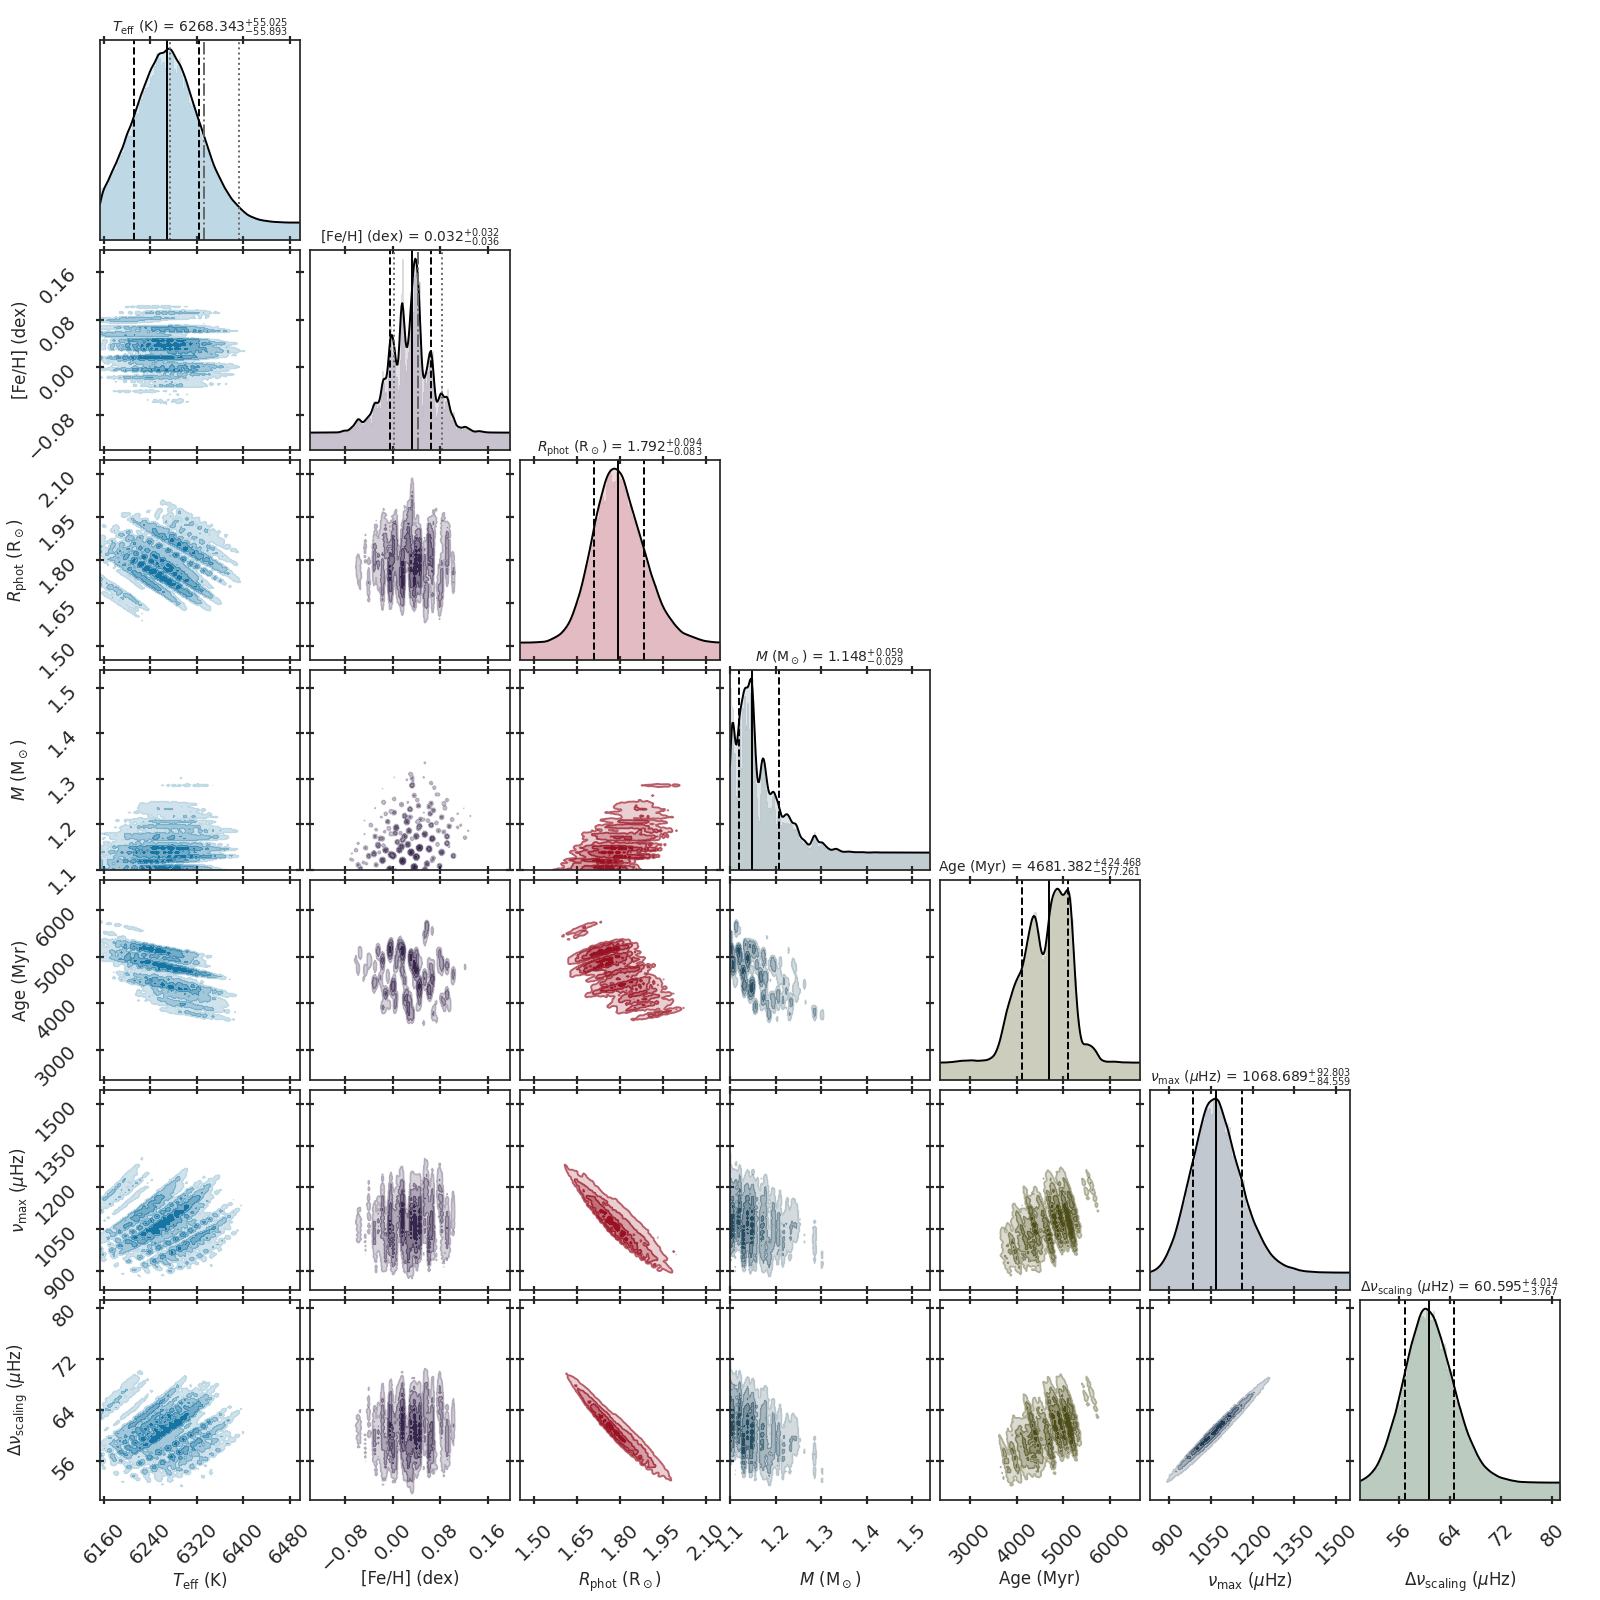 T_eff (K) = 6268.343 +55.025 −55.893
[Fe/H] (dex) = 0.032 +0.032 −0.036
[Fe/H] (dex)
0.16
0.08
0.00
−0.08
R_phot (R⊙) = 1.792 +0.094 −0.083
R_phot (R⊙)
2.10
1.95
1.80
1.65
1.50
M (M⊙) = 1.148 +0.059 −0.029
M (M⊙)
1.5
1.4
1.3
1.2
1.1
Age (Myr) = 4681.382 +424.468 −577.261
Age (Myr)
6000
5000
4000
3000
ν_max (μHz) = 1068.689 +92.803 −84.559
ν_max (μHz)
1500
1350
1200
1050
900
Δν_scaling (μHz) = 60.595 +4.014 −3.767
Δν_scaling (μHz)
80
72
64
56
6160 6240 6320 6400 6480 −0.08 0.00 0.08 0.16 1.50 1.65 1.80 1.95 2.10 1.1 1.2 1.3 1.4 1.5 3000 4000 5000 6000 900 1050 1200 1350 1500 56 64 72 80
T_eff (K) [Fe/H] (dex) R_phot (R⊙) M (M⊙) Age (Myr) ν_max (μHz) Δν_scaling (μHz)